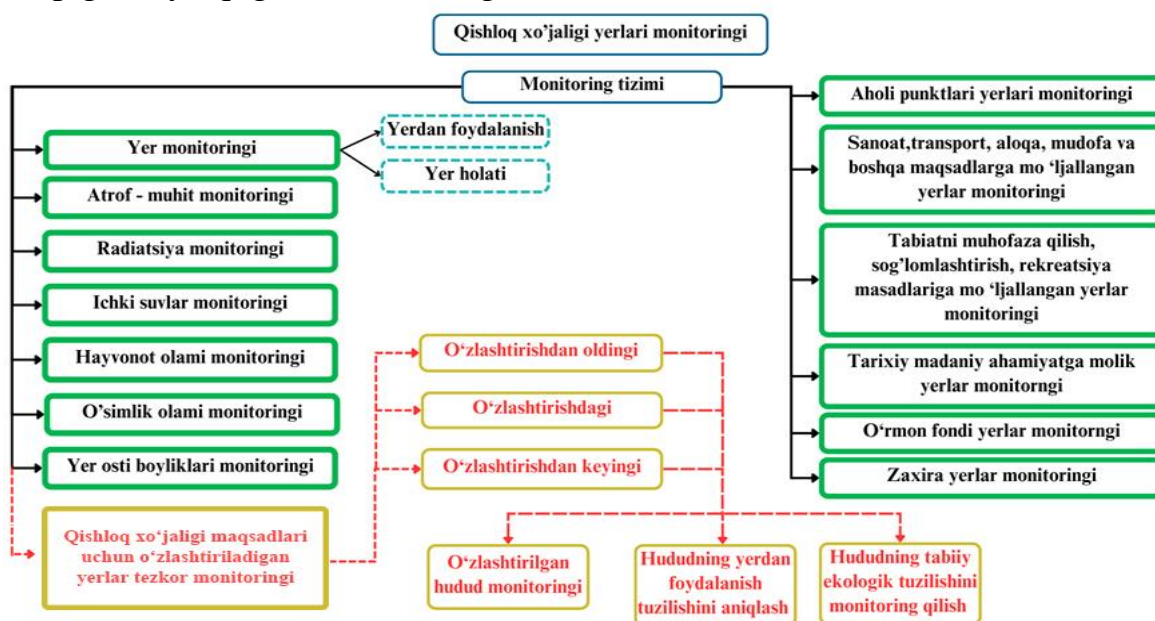 Qishloq xo'jaligi yerlari monitoringi
Monitoring tizimi
Yer monitoringi
Yerdan foydalanish
Yer holati
Atrof - muhit monitoringi
Radiatsiya monitoringi
Ichki suvlar monitoringi
Hayvonot olami monitoringi
O'simlik olami monitoringi
Yer osti boyliklari monitoringi
Qishloq xo‘jaligi maqsadlari
uchun o‘zlashtiriladigan
yerlar tezkor monitoringi
O‘zlashtirishdan oldingi
O‘zlashtirishdagi
O‘zlashtirishdan keyingi
O‘zlashtirilgan
hudud monitoringi
Hududning yerdan
foydalanish
tuzilishini aniqlash
Hududning tabiiy
ekologik tuzilishini
monitoring qilish
Aholi punktlari yerlari monitoringi
Sanoat,transport, aloqa, mudofa va
boshqa maqsadlarga mo ‘ljallangan
yerlar monitoringi
Tabiatni muhofaza qilish,
sog'lomlashtirish, rekreatsiya
masadlariga mo ‘ljallangan yerlar
monitoringi
Tarixiy madaniy ahamiyatga molik
yerlar monitorngi
O‘rmon fondi yerlar monitorngi
Zaxira yerlar monitoringi